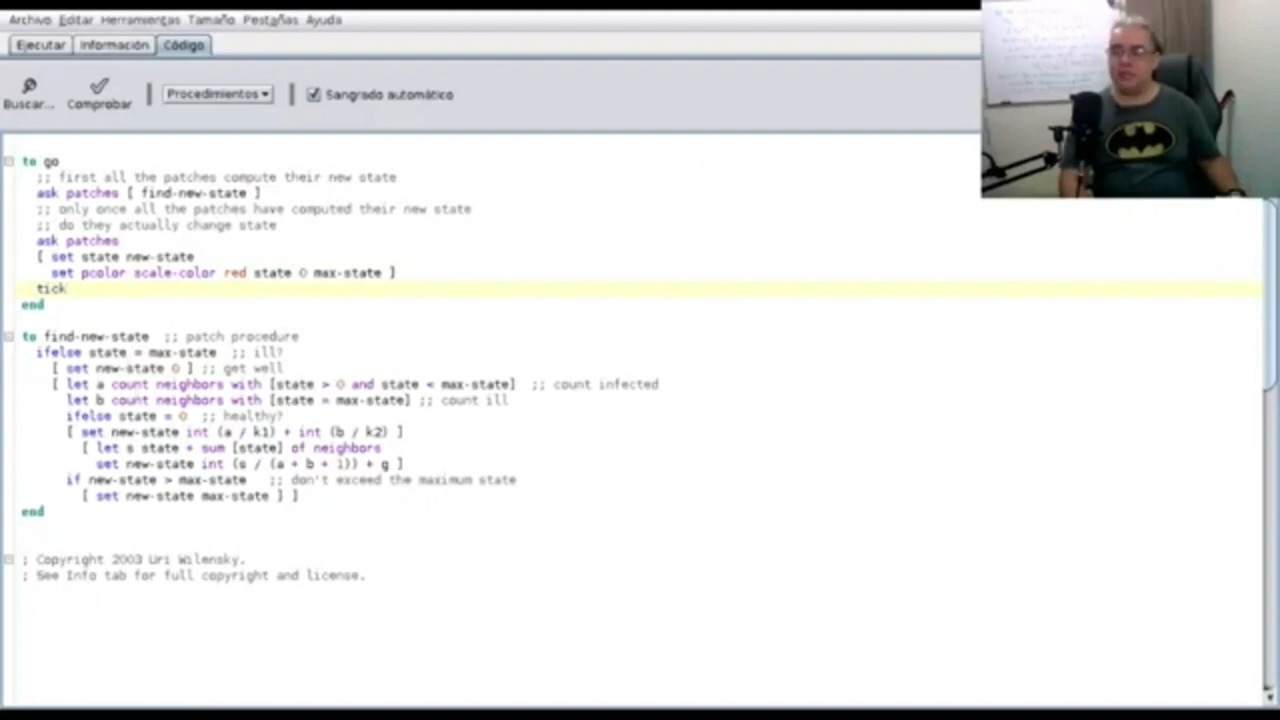 Archivo Editar Herramientas Tamaño Pestañas Ayuda
Ejecutar Información Código
Buscar... Comprobar Procedimientos Sangrado automático
to go
;; first all the patches compute their new state
ask patches [ find-new-state ]
;; only once all the patches have computed their new state
;; do they actually change state
ask patches
[ set state new-state
set pcolor scale-color red state 0 max-state ]
tick
end
to find-new-state ;; patch procedure
ifelse state = max-state ;; ill?
[ set new-state 0 ] ;; get well
[ let a count neighbors with [state > 0 and state < max-state] ;; count infected
let b count neighbors with [state = max-state] ;; count ill
ifelse state = 0 ;; healthy?
[ set new-state int (a / k1) + int (b / k2) ]
[ let s state + sum [state] of neighbors
set new-state int (s / (a + b + 1)) + g ]
if new-state > max-state ;; don't exceed the maximum state
[ set new-state max-state ] ]
end
; Copyright 2003 Uri Wilensky.
; See Info tab for full copyright and license.